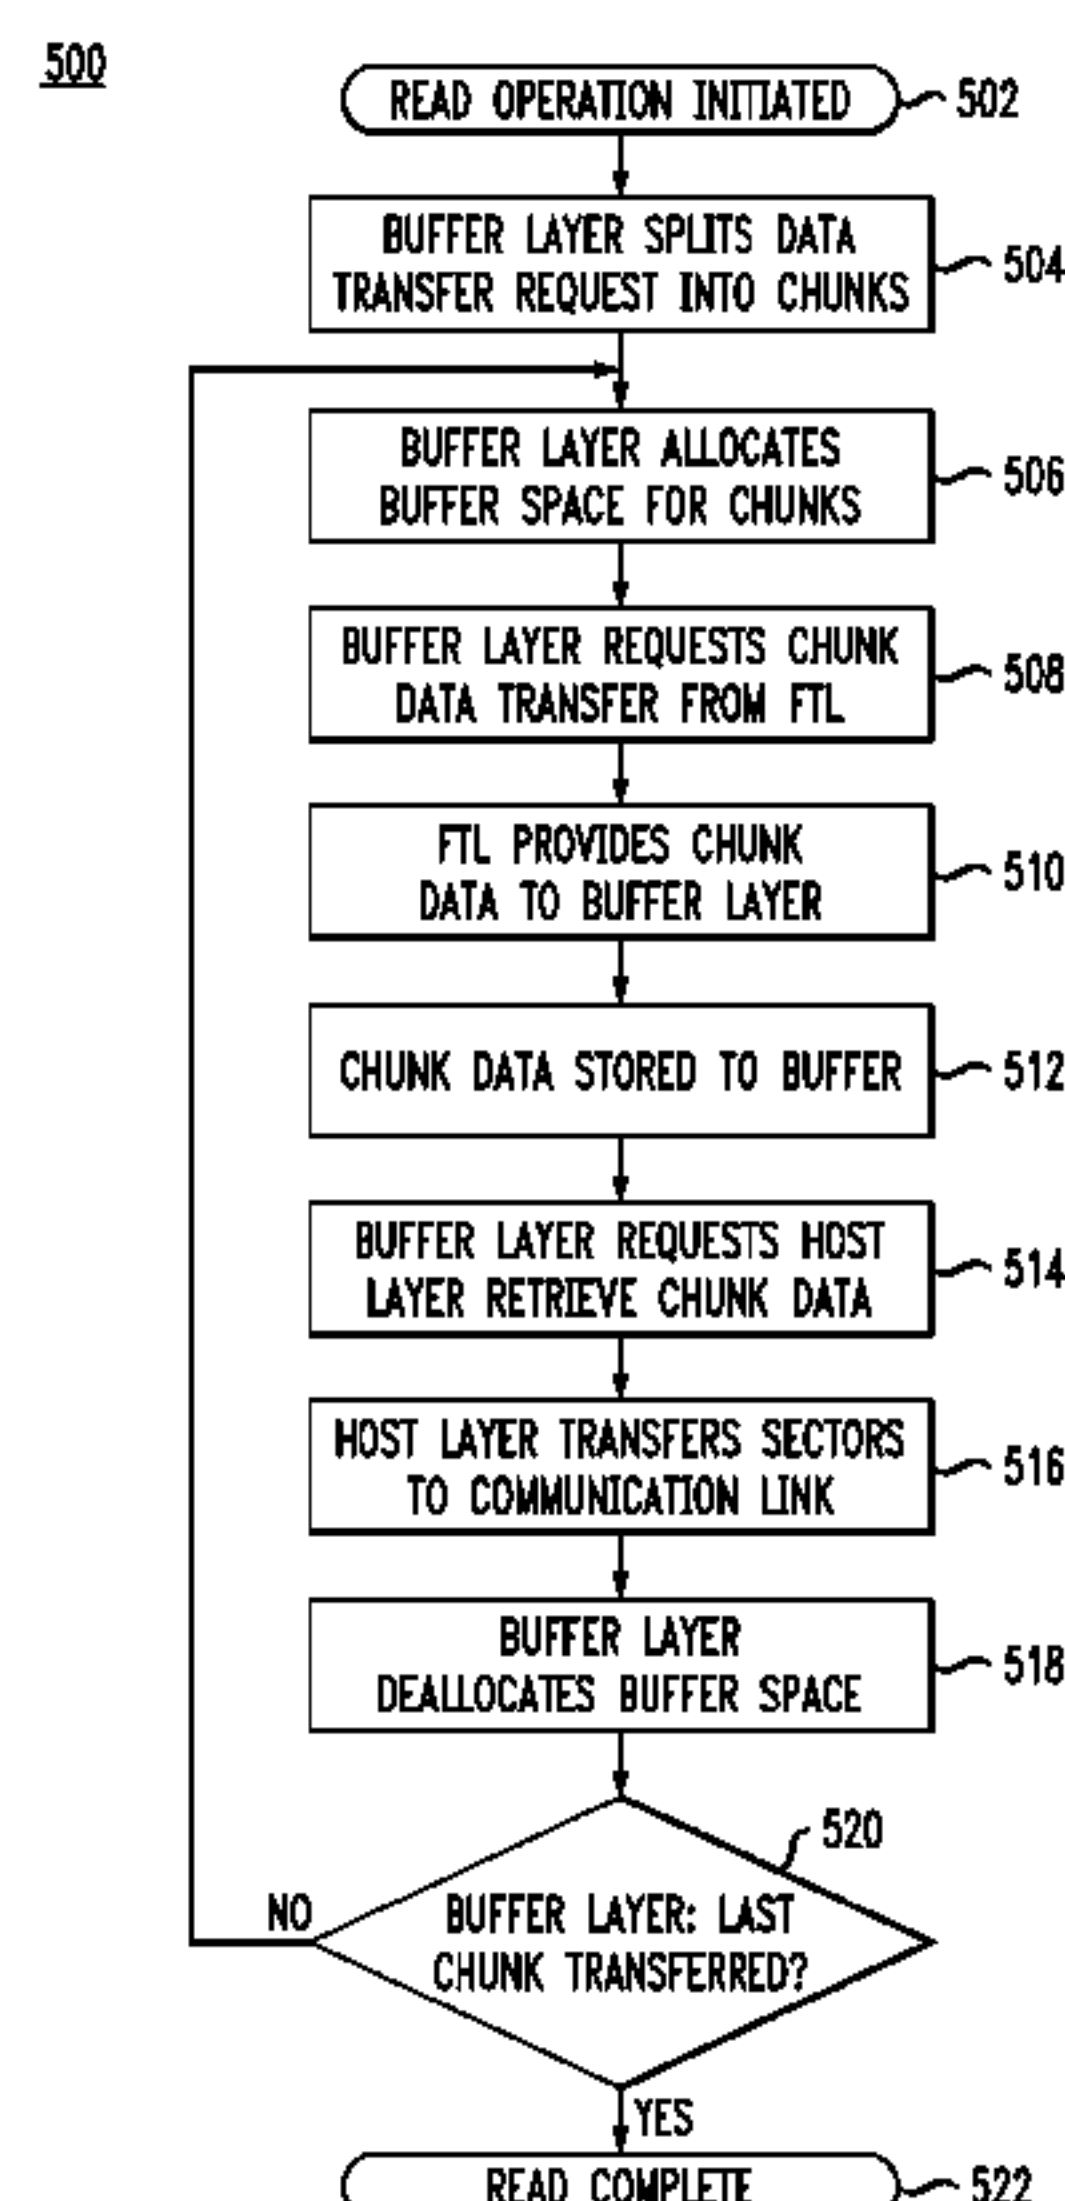 500
READ OPERATION INITIATED
502
BUFFER LAYER SPLITS DATA
TRANSFER REQUEST INTO CHUNKS
504
BUFFER LAYER ALLOCATES
BUFFER SPACE FOR CHUNKS
506
BUFFER LAYER REQUESTS CHUNK
DATA TRANSFER FROM FTL
508
FTL PROVIDES CHUNK
DATA TO BUFFER LAYER
510
CHUNK DATA STORED TO BUFFER
512
BUFFER LAYER REQUESTS HOST
LAYER RETRIEVE CHUNK DATA
514
HOST LAYER TRANSFERS SECTORS
TO COMMUNICATION LINK
516
BUFFER LAYER
DEALLOCATES BUFFER SPACE
518
520
NO
BUFFER LAYER: LAST
CHUNK TRANSFERRED?
YES
READ COMPLETE
522